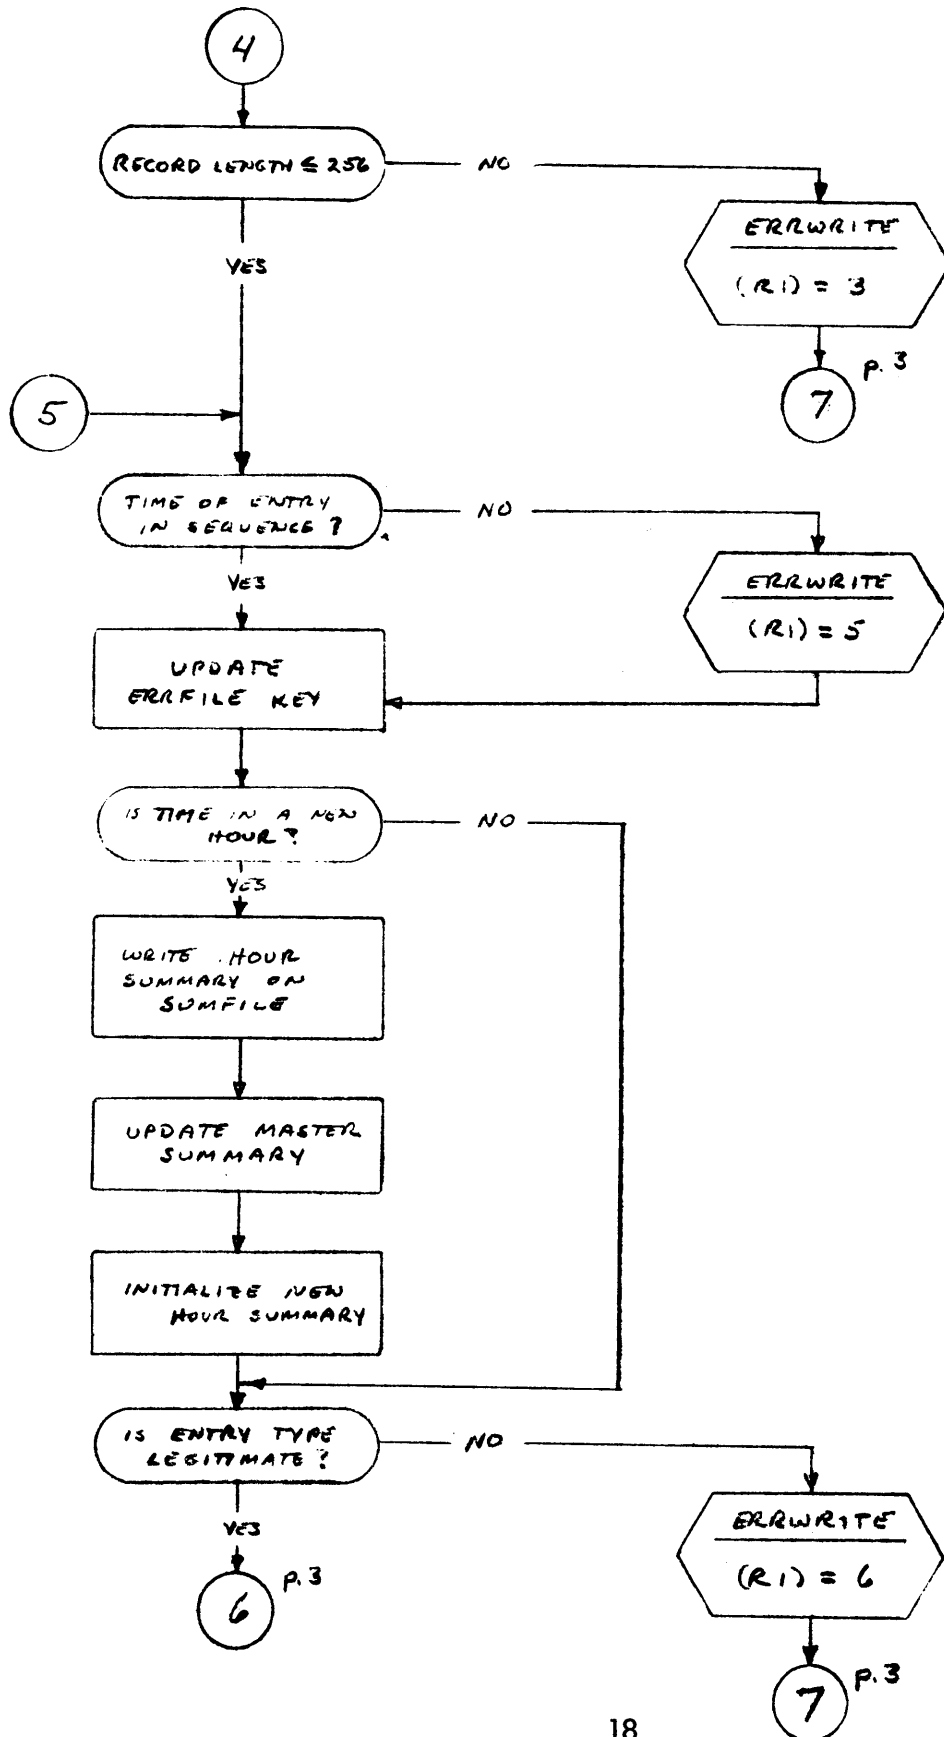 4
RECORD LENGTH ≤ 256
NO
ERRWRITE
(R1) = 3
YES
p. 3
7
5
TIME OF ENTRY
IN SEQUENCE?
NO
ERRWRITE
(R1) = 5
YES
UPDATE
ERRFILE KEY
IS TIME IN A NEW
HOUR?
NO
YES
WRITE HOUR
SUMMARY ON
SUMFILE
UPDATE MASTER
SUMMARY
INITIALIZE NEW
HOUR SUMMARY
IS ENTRY TYPE
LEGITIMATE?
NO
ERRWRITE
(R1) = 6
YES
p. 3
6
p. 3
7
18